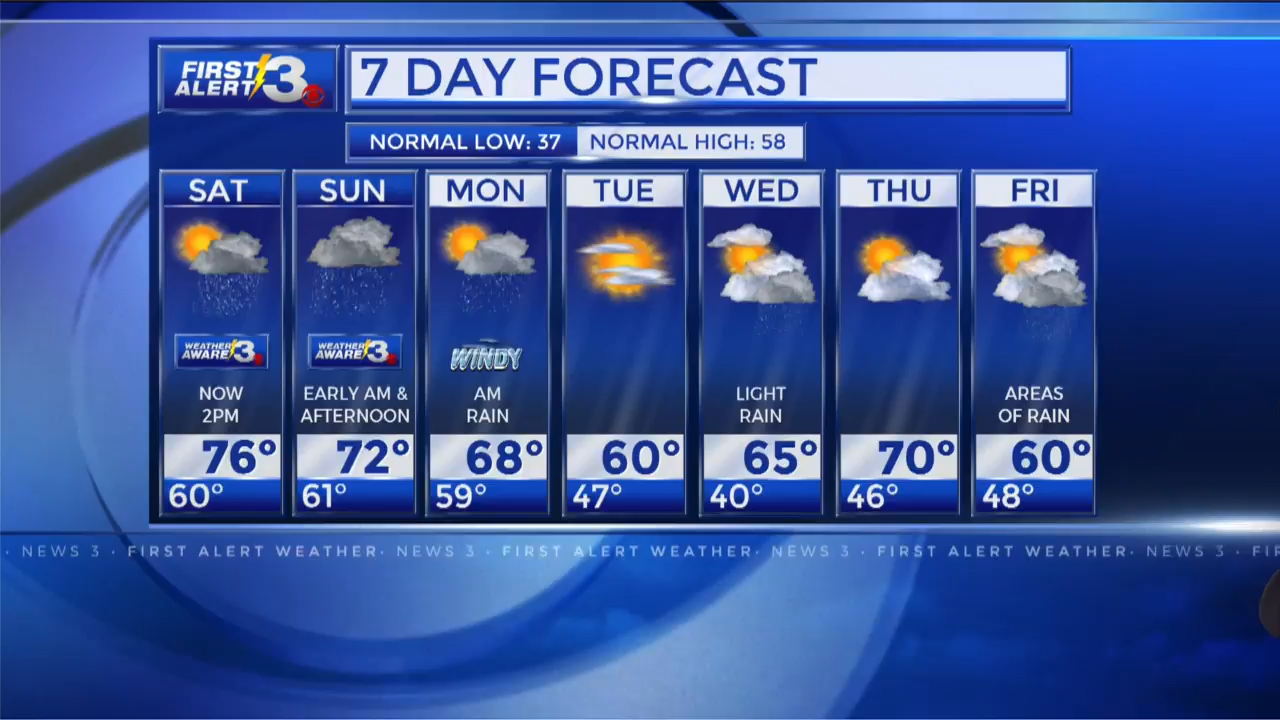 FIRST ALERT 3
7 DAY FORECAST
NORMAL LOW: 37 NORMAL HIGH: 58
SAT SUN MON TUE WED THU FRI
WEATHER AWARE 3 WEATHER AWARE 3 WINDY
NOW EARLY AM & AM LIGHT AREAS
2PM AFTERNOON RAIN RAIN OF RAIN
76° 72° 68° 60° 65° 70° 60°
60° 61° 59° 47° 40° 46° 48°
· NEWS 3 · FIRST ALERT WEATHER· NEWS 3 · FIRST ALERT WEATHER· NEWS 3 · FIRST ALERT WEATHER· NEWS 3 · FIR